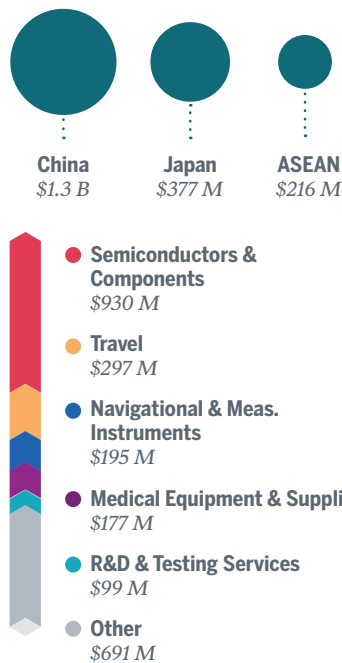 China
$1.3 B
Japan
$377 M
ASEAN
$216 M
Semiconductors &
Components
$930 M
Travel
$297 M
Navigational & Meas.
Instruments
$195 M
Medical Equipment & Suppli
$177 M
R&D & Testing Services
$99 M
Other
$691 M